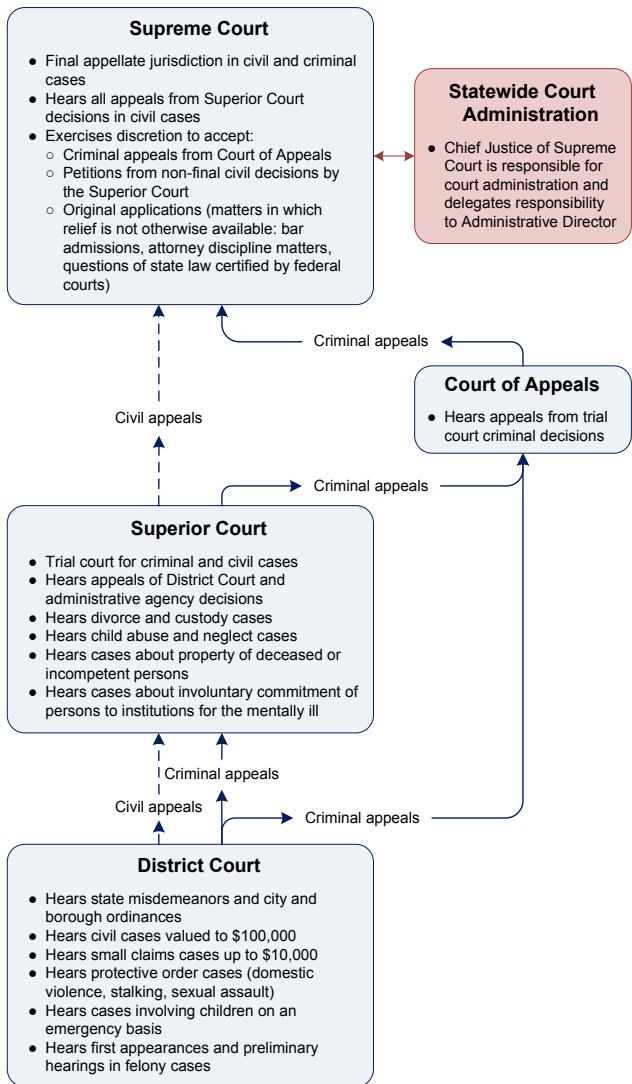 Supreme Court
● Final appellate jurisdiction in civil and criminal
cases
● Hears all appeals from Superior Court
decisions in civil cases
● Exercises discretion to accept:
○ Criminal appeals from Court of Appeals
○ Petitions from non-final civil decisions by
the Superior Court
○ Original applications (matters in which
relief is not otherwise available: bar
admissions, attorney discipline matters,
questions of state law certified by federal
courts)
Statewide Court
Administration
● Chief Justice of Supreme
Court is responsible for
court administration and
delegates responsibility
to Administrative Director
Criminal appeals
Court of Appeals
● Hears appeals from trial
court criminal decisions
Civil appeals
Criminal appeals
Superior Court
● Trial court for criminal and civil cases
● Hears appeals of District Court and
administrative agency decisions
● Hears divorce and custody cases
● Hears child abuse and neglect cases
● Hears cases about property of deceased or
incompetent persons
● Hears cases about involuntary commitment of
persons to institutions for the mentally ill
Criminal appeals
Civil appeals
Criminal appeals
District Court
● Hears state misdemeanors and city and
borough ordinances
● Hears civil cases valued to $100,000
● Hears small claims cases up to $10,000
● Hears protective order cases (domestic
violence, stalking, sexual assault)
● Hears cases involving children on an
emergency basis
● Hears first appearances and preliminary
hearings in felony cases